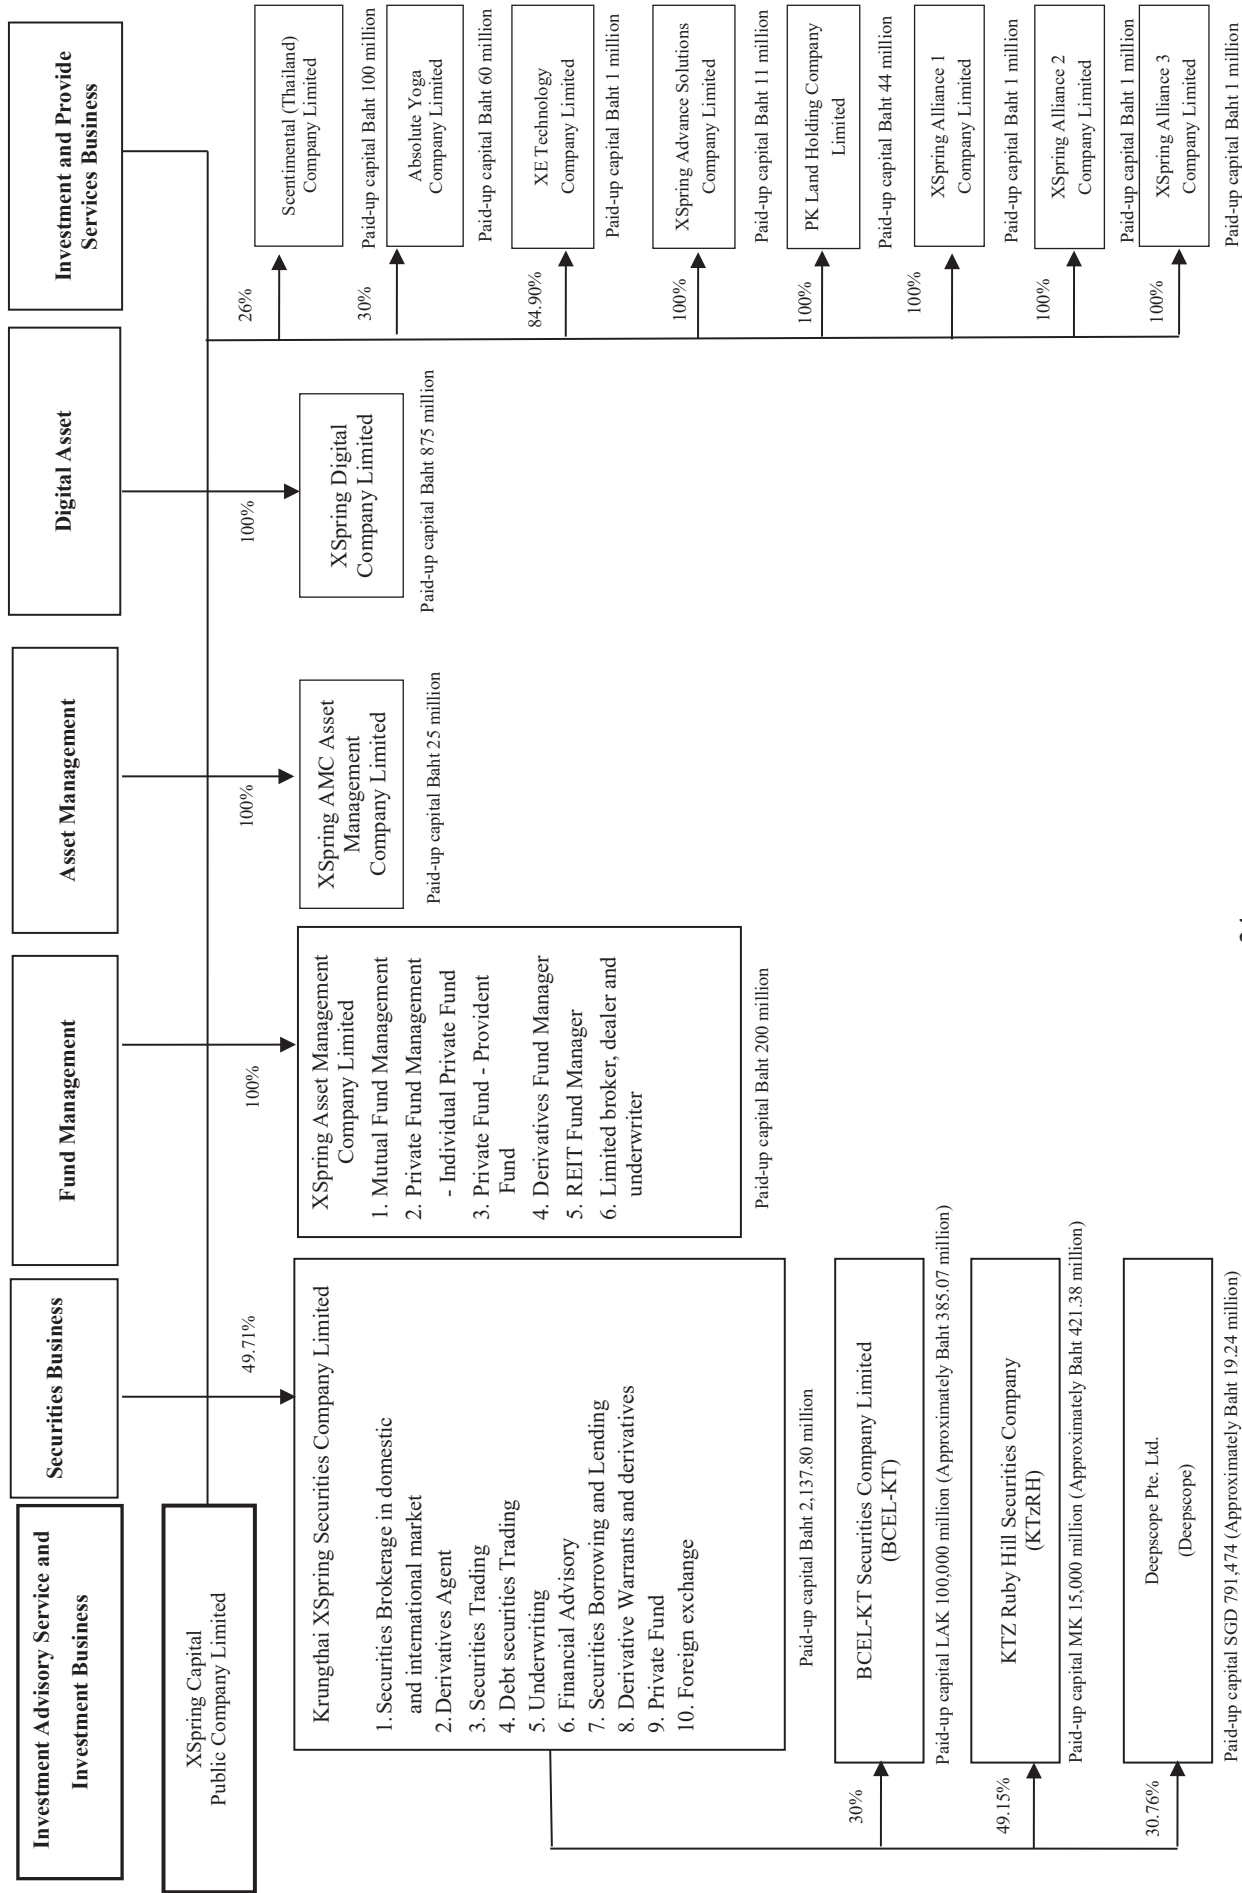 Investment Advisory Service and
Investment Business
Securities Business
Fund Management
Asset Management
Digital Asset
Investment and Provide
Services Business
XSpring Capital
Public Company Limited
49.71%
100%
100%
100%
Krungthai XSpring Securities Company Limited
1.Securities Brokerage in domestic
and international market
2.Derivatives Agent
3. Securities Trading
4. Debt securities Trading
5. Underwriting
6. Financial Advisory
7. Securities Borrowing and Lending
8. Derivative Warrants and derivatives
9. Private Fund
10. Foreign exchange
Paid-up capital Baht 2,137.80 million
30%
BCEL-KT Securities Company Limited
(BCEL-KT)
Paid-up capital LAK 100,000 million (Approximately Baht 385.07 million)
49.15%
KTZ Ruby Hill Securities Company
(KTzRH)
Paid-up capital MK 15,000 million (Approximately Baht 421.38 million)
30.76%
Deepscope Pte. Ltd.
(Deepscope)
Paid-up capital SGD 791,474 (Approximately Baht 19.24 million)
XSpring Asset Management
Company Limited
1. Mutual Fund Management
2. Private Fund Management
- Individual Private Fund
3. Private Fund - Provident
Fund
4. Derivatives Fund Manager
5. REIT Fund Manager
6. Limited broker, dealer and
underwriter
Paid-up capital Baht 200 million
XSpring AMC Asset
Management
Company Limited
Paid-up capital Baht 25 million
XSpring Digital
Company Limited
Paid-up capital Baht 875 million
26%
Scentimental (Thailand)
Company Limited
Paid-up capital Baht 100 million
30%
Absolute Yoga
Company Limited
Paid-up capital Baht 60 million
84.90%
XE Technology
Company Limited
Paid-up capital Baht 1 million
100%
XSpring Advance Solutions
Company Limited
Paid-up capital Baht 11 million
100%
PK Land Holding Company
Limited
Paid-up capital Baht 44 million
100%
XSpring Alliance 1
Company Limited
Paid-up capital Baht 1 million
100%
XSpring Alliance 2
Company Limited
Paid-up capital Baht 1 million
100%
XSpring Alliance 3
Company Limited
Paid-up capital Baht 1 million